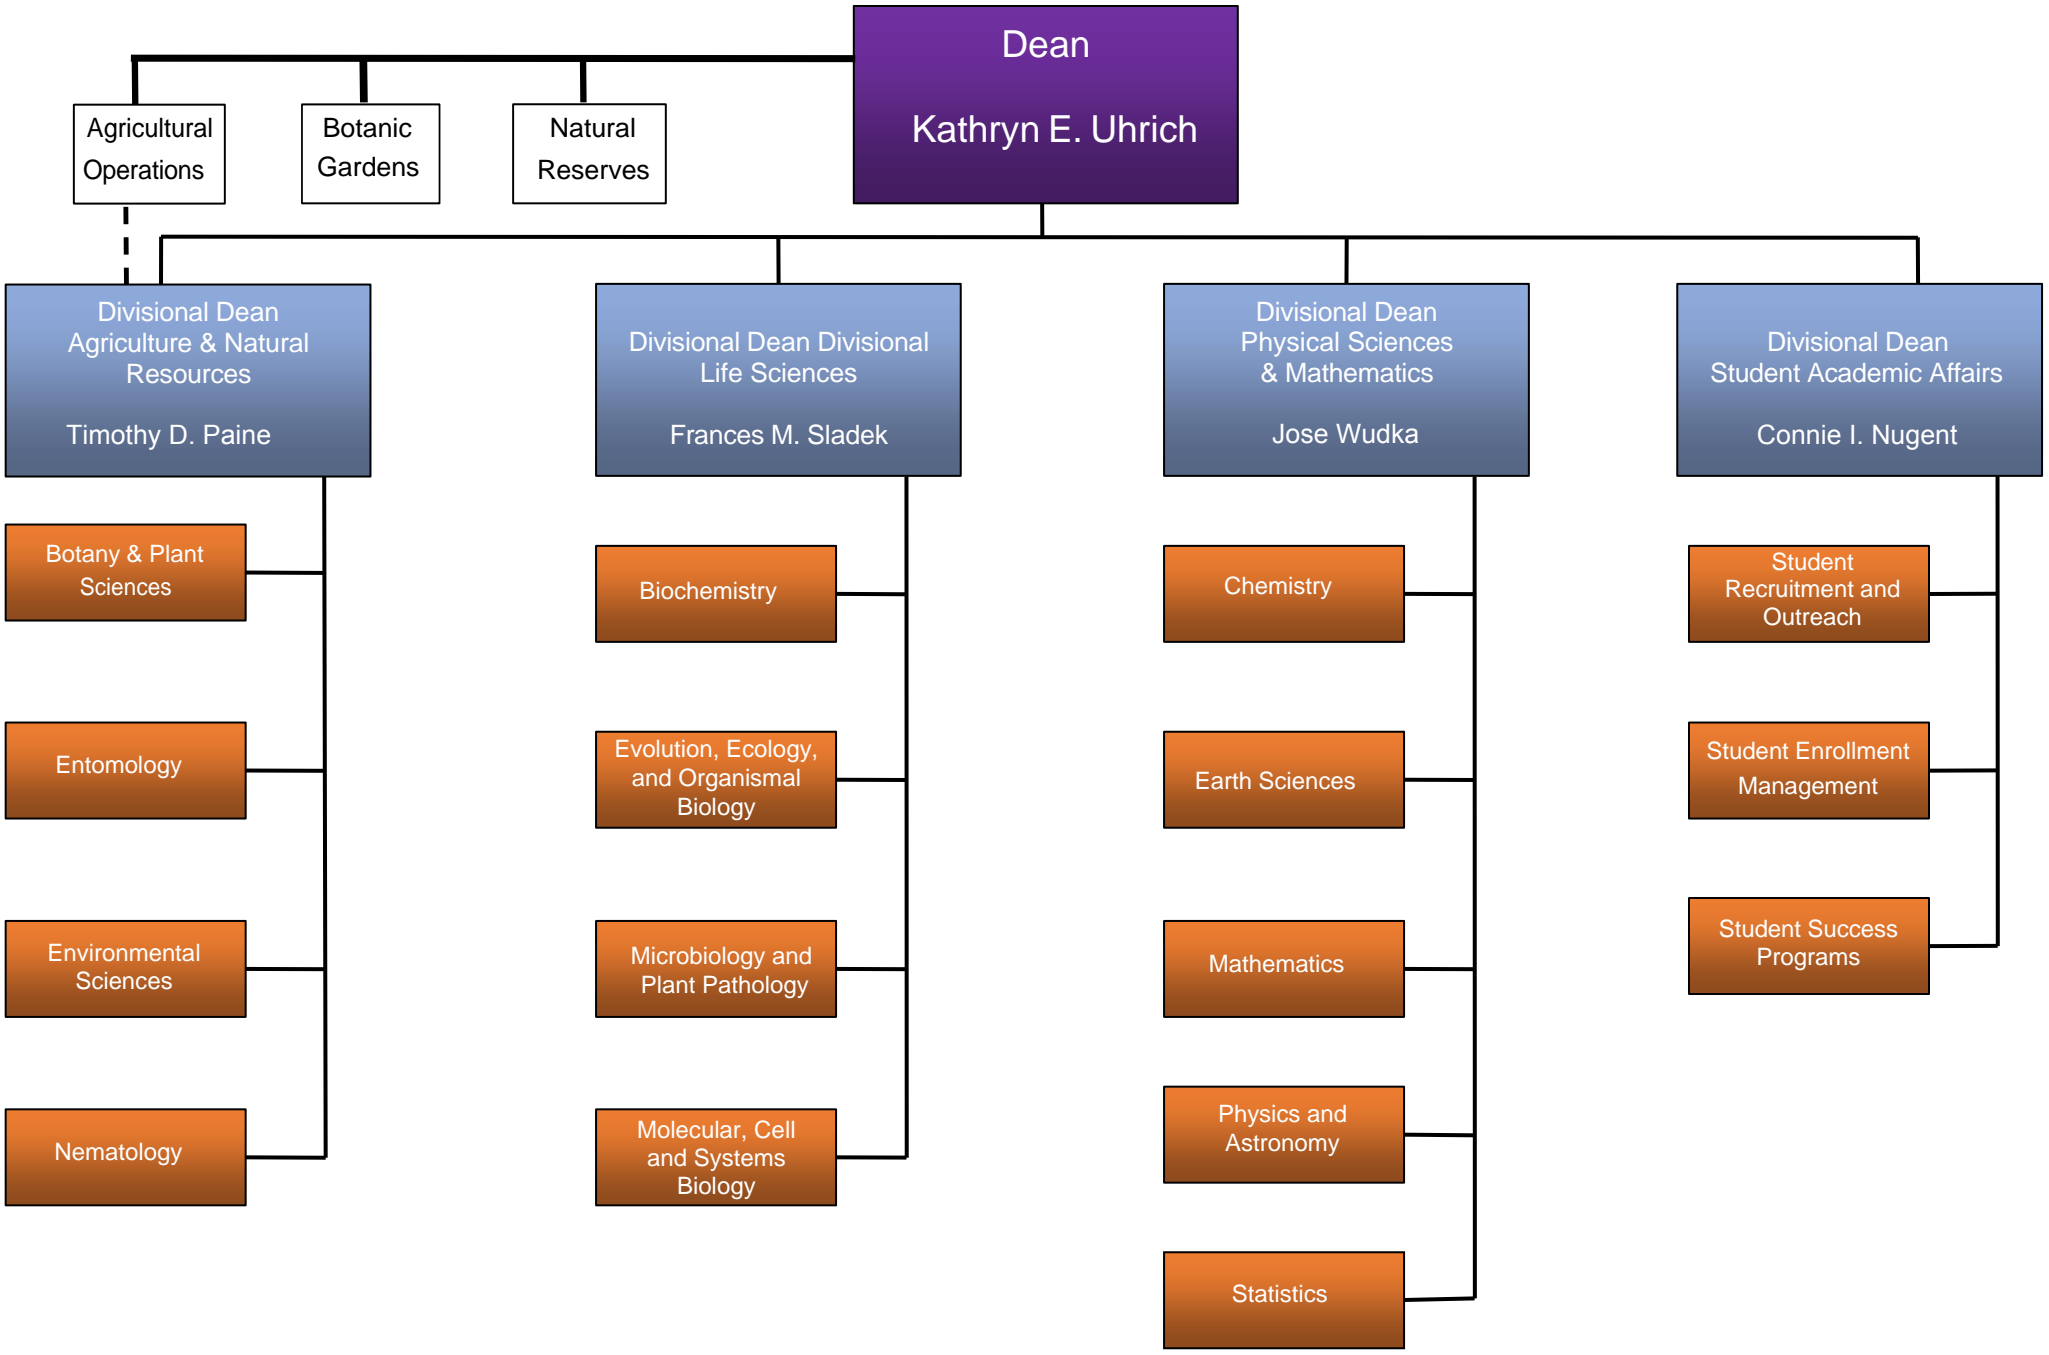 Dean
Kathryn E. Uhrich
Agricultural
Operations
Botanic
Gardens
Natural
Reserves
Divisional Dean
Agriculture & Natural
Resources
Timothy D. Paine
Divisional Dean Divisional
Life Sciences
Frances M. Sladek
Divisional Dean
Physical Sciences
& Mathematics
Jose Wudka
Divisional Dean
Student Academic Affairs
Connie I. Nugent
Botany & Plant
Sciences
Entomology
Environmental
Sciences
Nematology
Biochemistry
Evolution, Ecology,
and Organismal
Biology
Microbiology and
Plant Pathology
Molecular, Cell
and Systems
Biology
Chemistry
Earth Sciences
Mathematics
Physics and
Astronomy
Statistics
Student
Recruitment and
Outreach
Student Enrollment
Management
Student Success
Programs